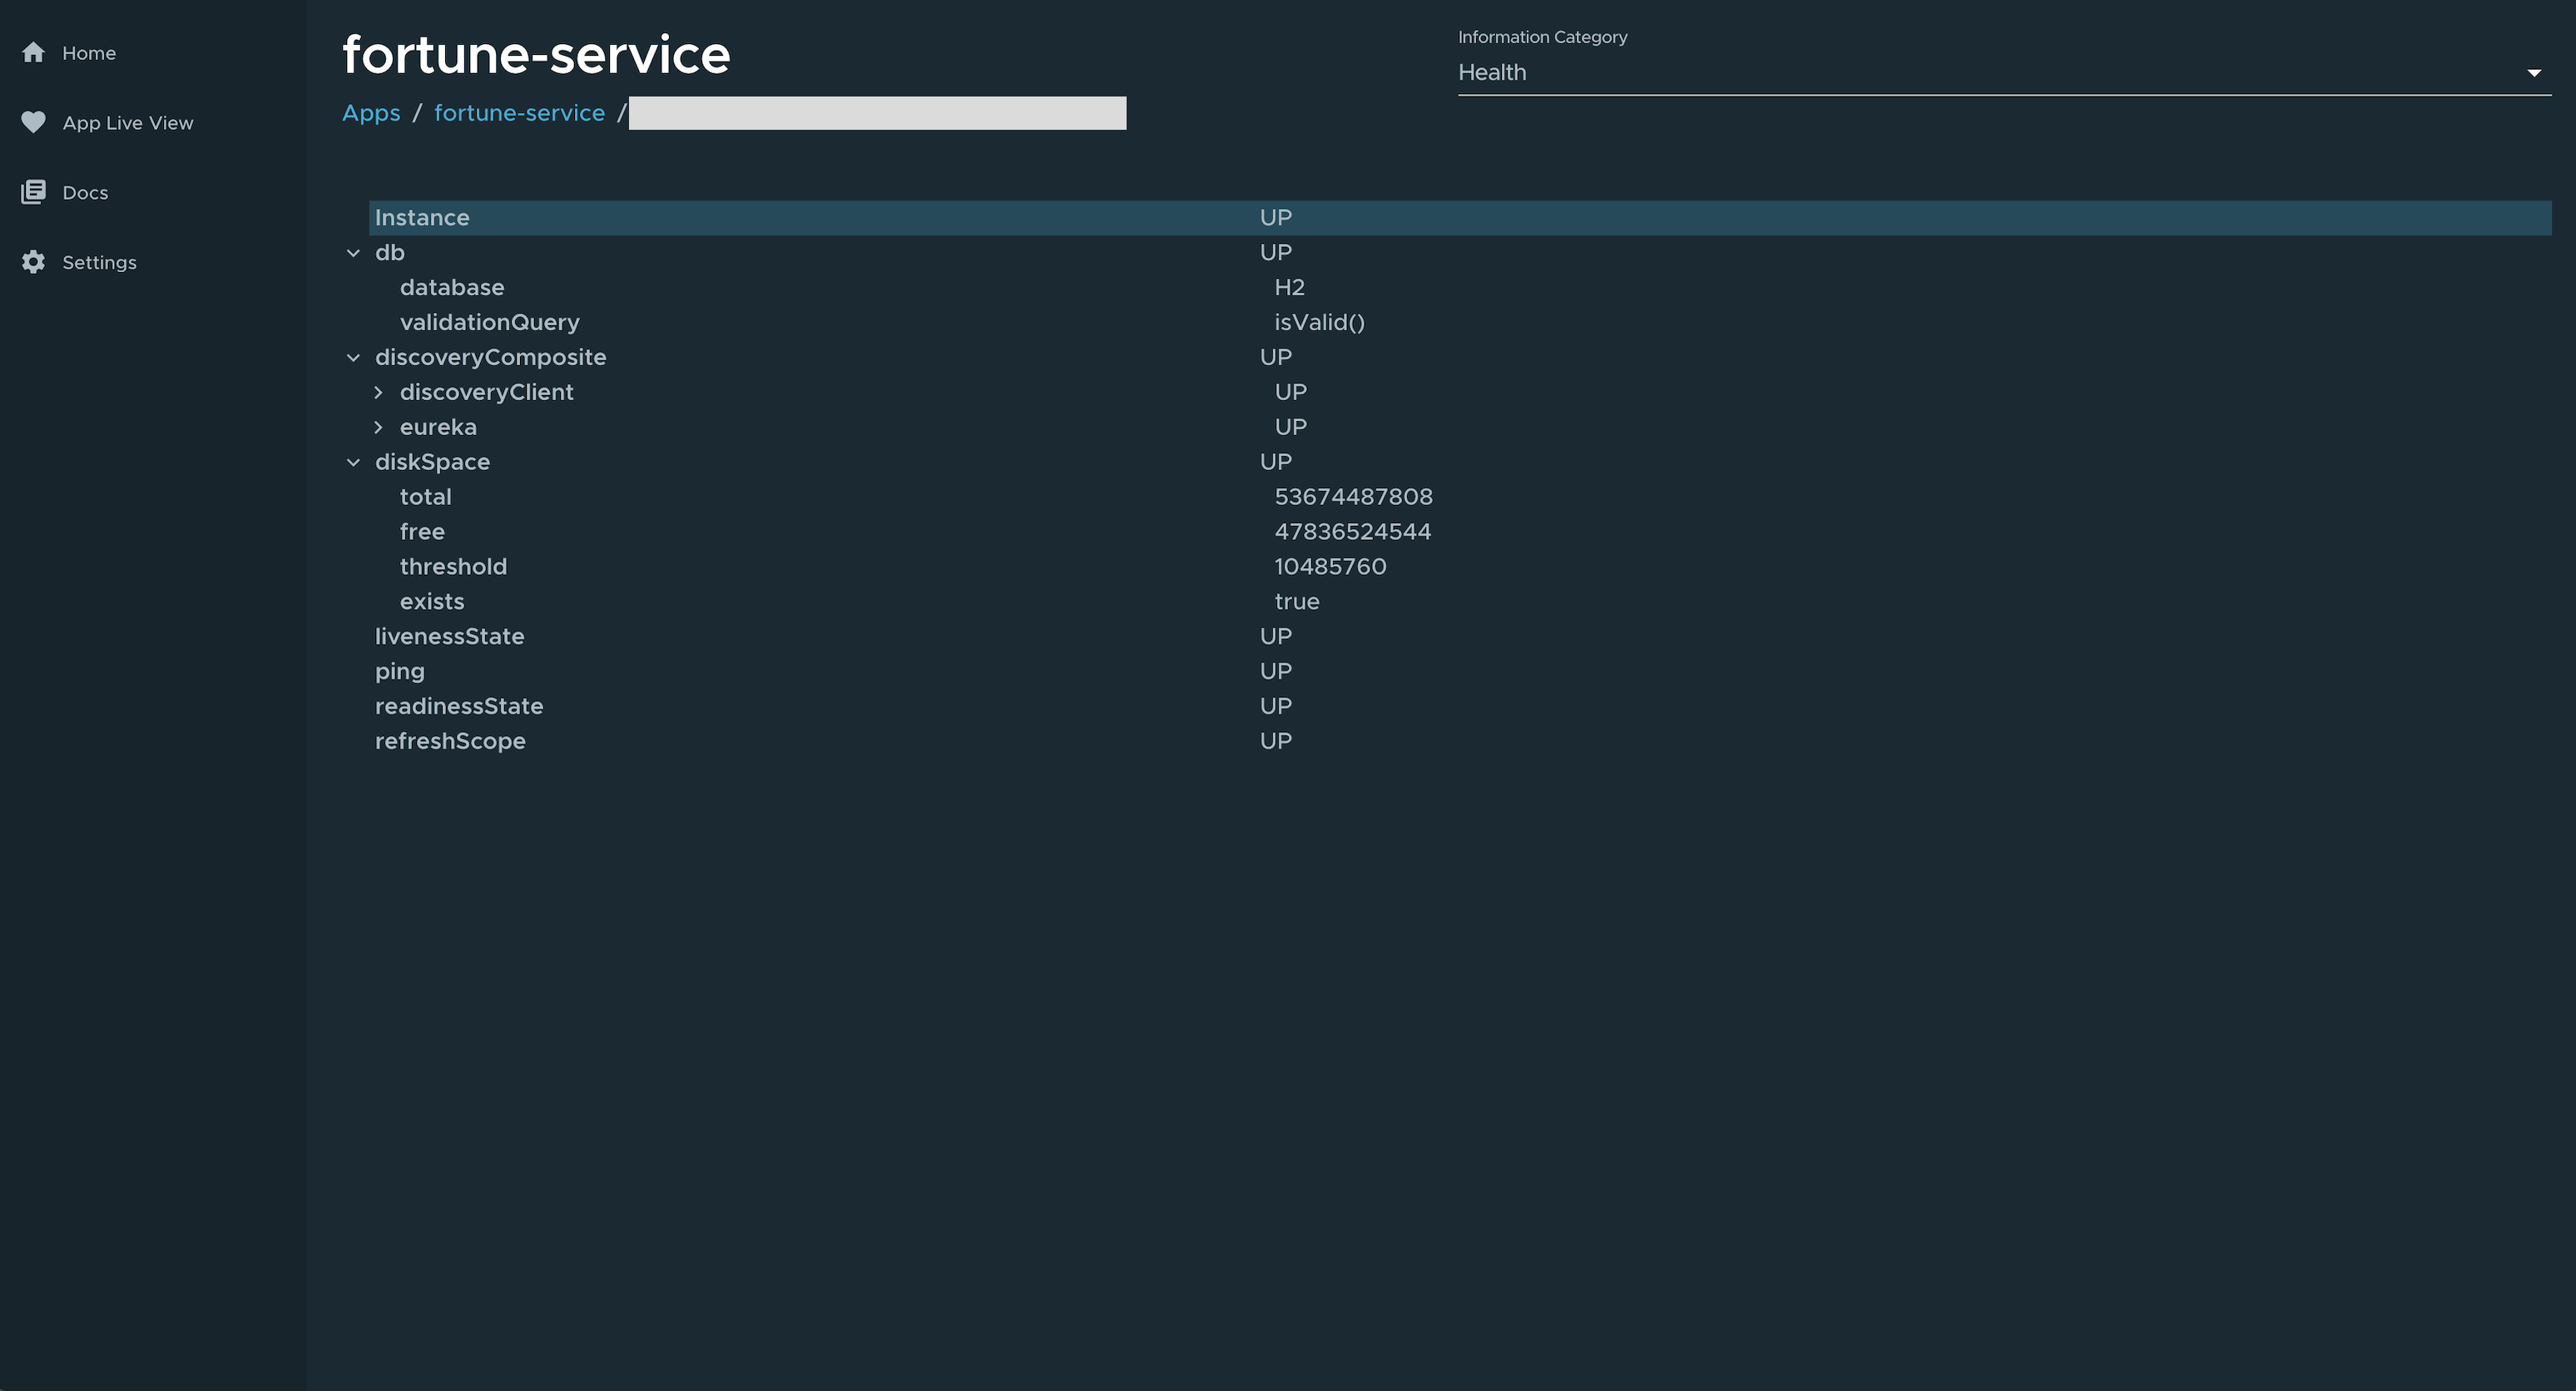 Home
App Live View
Docs
Settings
fortune-service
Apps / fortune-service /
Information Category
Health
Instance UP
db UP
database H2
validationQuery isValid()
discoveryComposite UP
discoveryClient UP
eureka UP
diskSpace UP
total 53674487808
free 47836524544
threshold 10485760
exists true
livenessState UP
ping UP
readinessState UP
refreshScope UP